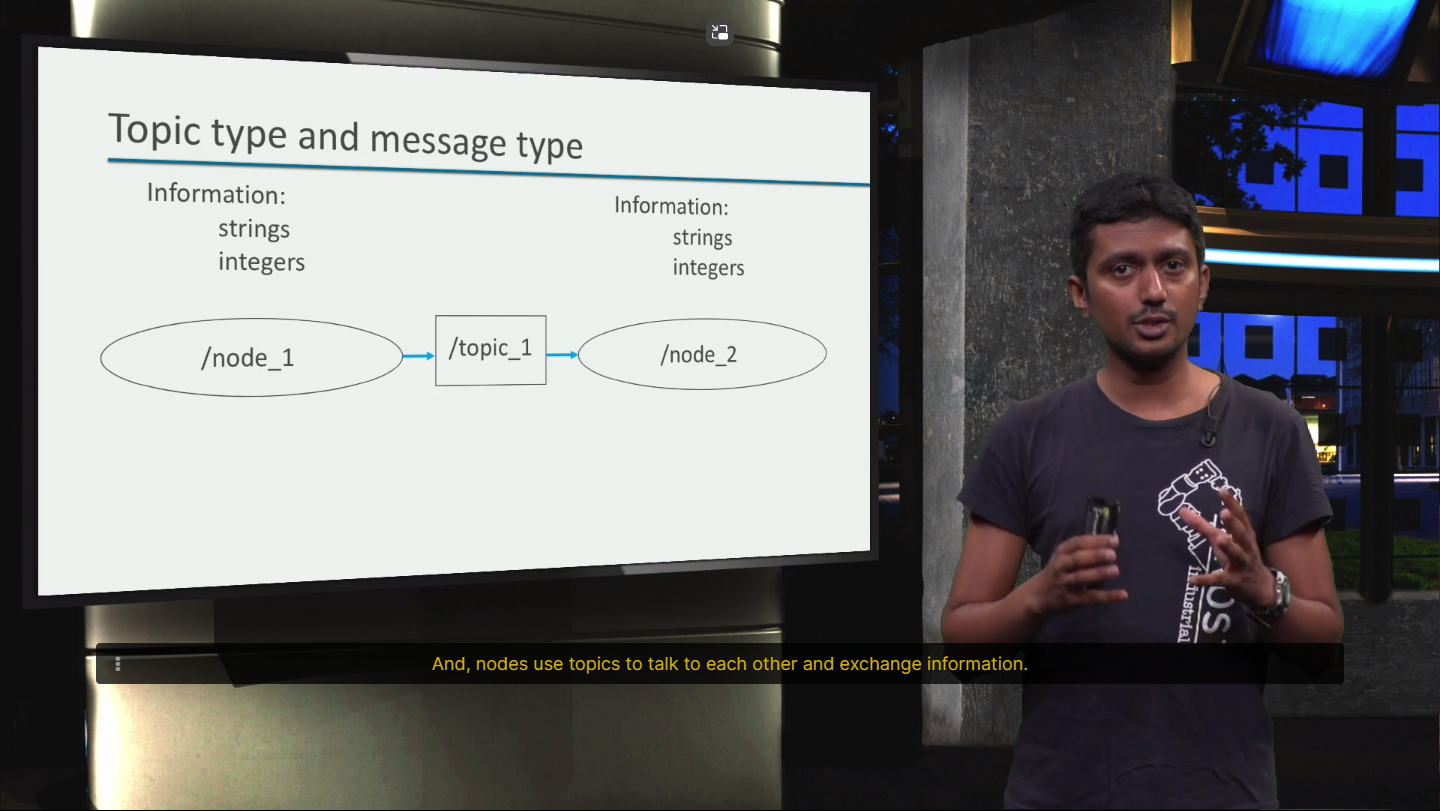 Topic type and message type
Information:
strings
integers
Information:
strings
integers
/node_1
/topic_1
/node_2
Industrial
And, nodes use topics to talk to each other and exchange information.